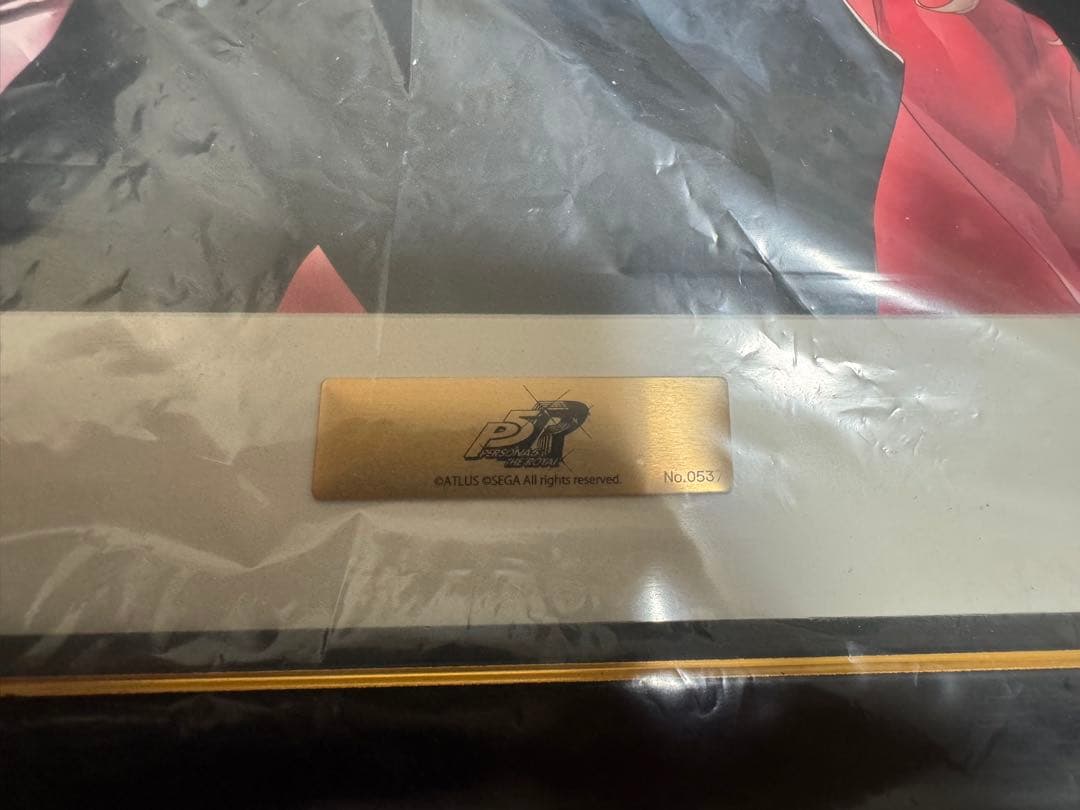 P5R
PERSONA5
THE ROYAL
©ATLUS ©SEGA All rights reserved.
No.0537